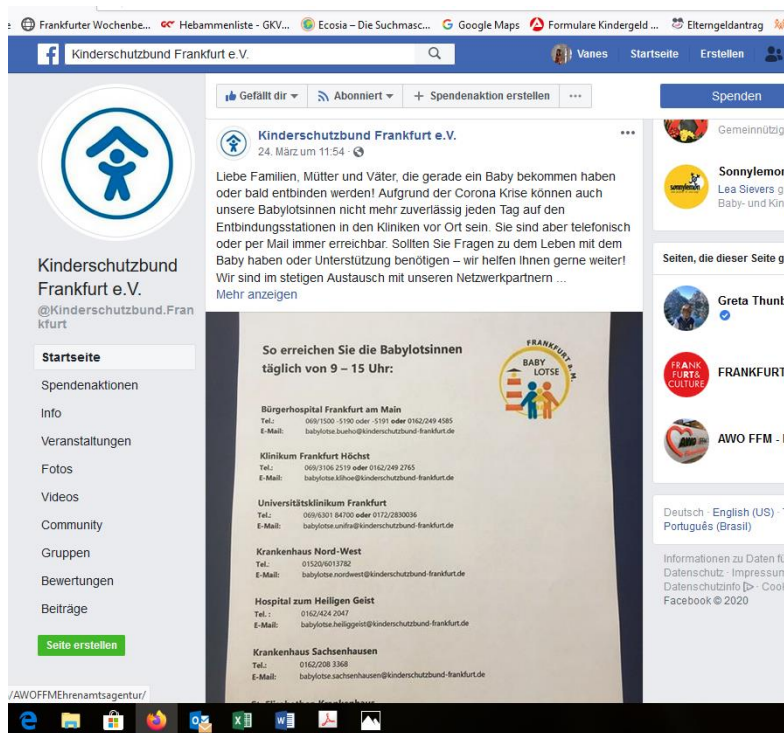 Frankfurter Wochenbe...
Hebammenliste - GKV...
Ecosia – Die Suchmasc...
Google Maps
Formulare Kindergeld ...
Elterngeldantrag
Kinderschutzbund Frankfurt e.V.
Vanes
Startseite
Erstellen
Gefällt dir
Abonniert
+ Spendenaktion erstellen
...
Spenden
Kinderschutzbund
Frankfurt e.V.
@Kinderschutzbund.Fran
kfurt
Startseite
Spendenaktionen
Info
Veranstaltungen
Fotos
Videos
Community
Gruppen
Bewertungen
Beiträge
Seite erstellen
/AWOFFMEhrenamtsagentur/
Kinderschutzbund Frankfurt e.V.
24. März um 11:54 ·
Liebe Familien, Mütter und Väter, die gerade ein Baby bekommen haben
oder bald entbinden werden! Aufgrund der Corona Krise können auch
unsere Babylotsinnen nicht mehr zuverlässig jeden Tag auf den
Entbindungsstationen in den Kliniken vor Ort sein. Sie sind aber telefonisch
oder per Mail immer erreichbar. Sollten Sie Fragen zu dem Leben mit dem
Baby haben oder Unterstützung benötigen – wir helfen Ihnen gerne weiter!
Wir sind im stetigen Austausch mit unseren Netzwerkpartnern ...
Mehr anzeigen
So erreichen Sie die Babylotsinnen
täglich von 9 – 15 Uhr:
FRANKFURT a. M.
BABY
LOTSE
Bürgerhospital Frankfurt am Main
Tel.: 069/1500 -5190 oder -5191 oder 0162/249 4585
E-Mail: babylotse.bueho@kinderschutzbund-frankfurt.de
Klinikum Frankfurt Höchst
Tel.: 069/3106 2519 oder 0162/249 2765
E-Mail: babylotse.klihoe@kinderschutzbund-frankfurt.de
Universitätsklinikum Frankfurt
Tel.: 069/6301 84700 oder 0172/2830036
E-Mail: babylotse.unifra@kinderschutzbund-frankfurt.de
Krankenhaus Nord-West
Tel.: 01520/6013782
E-Mail: babylotse.nordwest@kinderschutzbund-frankfurt.de
Hospital zum Heiligen Geist
Tel. : 0162/424 2047
E-Mail: babylotse.heiliggeist@kinderschutzbund-frankfurt.de
Krankenhaus Sachsenhausen
Tel.: 0162/208 3368
E-Mail: babylotse.sachsenhausen@kinderschutzbund-frankfurt.de
Gemeinnützig
Sonnylemon
Lea Sievers g
Baby- und Kin
Seiten, die dieser Seite g
Greta Thunb
FRANK
FURT&
CULTURE
FRANKFURT
AWO FFM -
Deutsch · English (US) ·
Português (Brasil)
Informationen zu Daten fü
Datenschutz · Impressum
Datenschutzinfo · Cook
Facebook © 2020